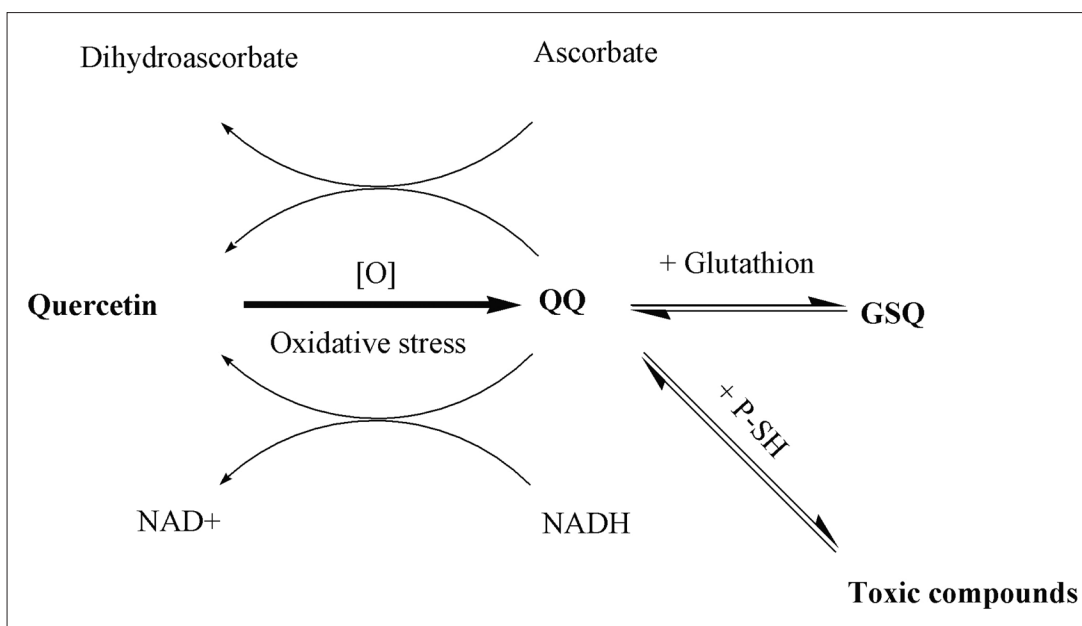 Dihydroascorbate
Ascorbate
[O]
+ Glutathion
Quercetin
QQ
GSQ
Oxidative stress
+ P-SH
NAD+
NADH
Toxic compounds